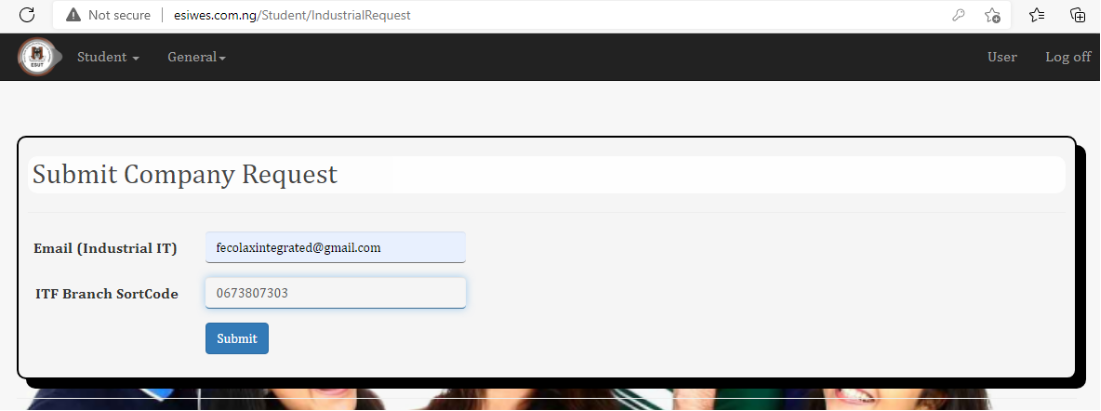 Not secure | esiwes.com.ng/Student/IndustrialRequest
ESUT Student General User Log off
Submit Company Request
Email (Industrial IT) fecolaxintegrated@gmail.com
ITF Branch SortCode 0673807303
Submit